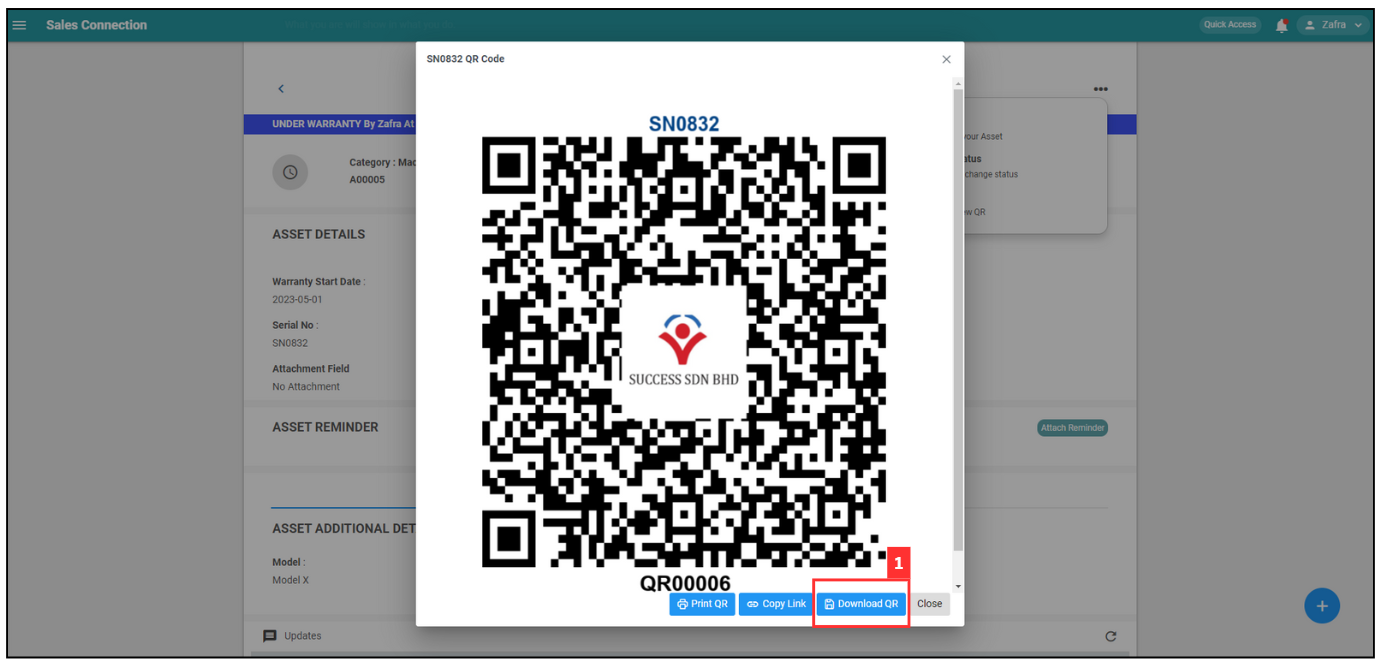 Sales Connection
Quick Access
Zafra
SN0832 QR Code
SN0832
UNDER WARRANTY By Zafra At
your Asset
Category : Mac
A00005
change status
QR
ASSET DETAILS
Warranty Start Date :
2023-05-01
Serial No :
SN0832
Attachment Field
No Attachment
SUCCESS SDN BHD
ASSET REMINDER
Attach Reminder
ASSET ADDITIONAL DET
Model :
Model X
1
QR00006
Print QR
Copy Link
Download QR
Close
Updates